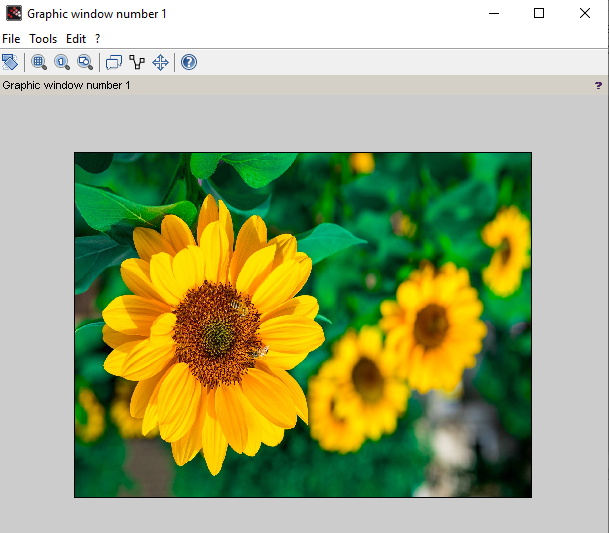 Graphic window number 1
File Tools Edit ?
Graphic window number 1 ?